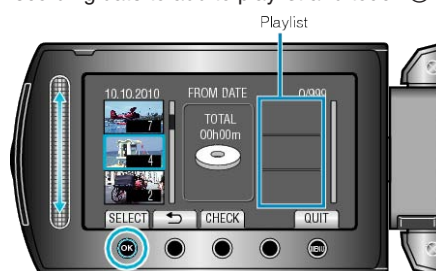 Playlist
10.10.2010 FROM DATE 0/999
TOTAL
00h00m
7
4
2
SELECT CHECK QUIT
OK MENU